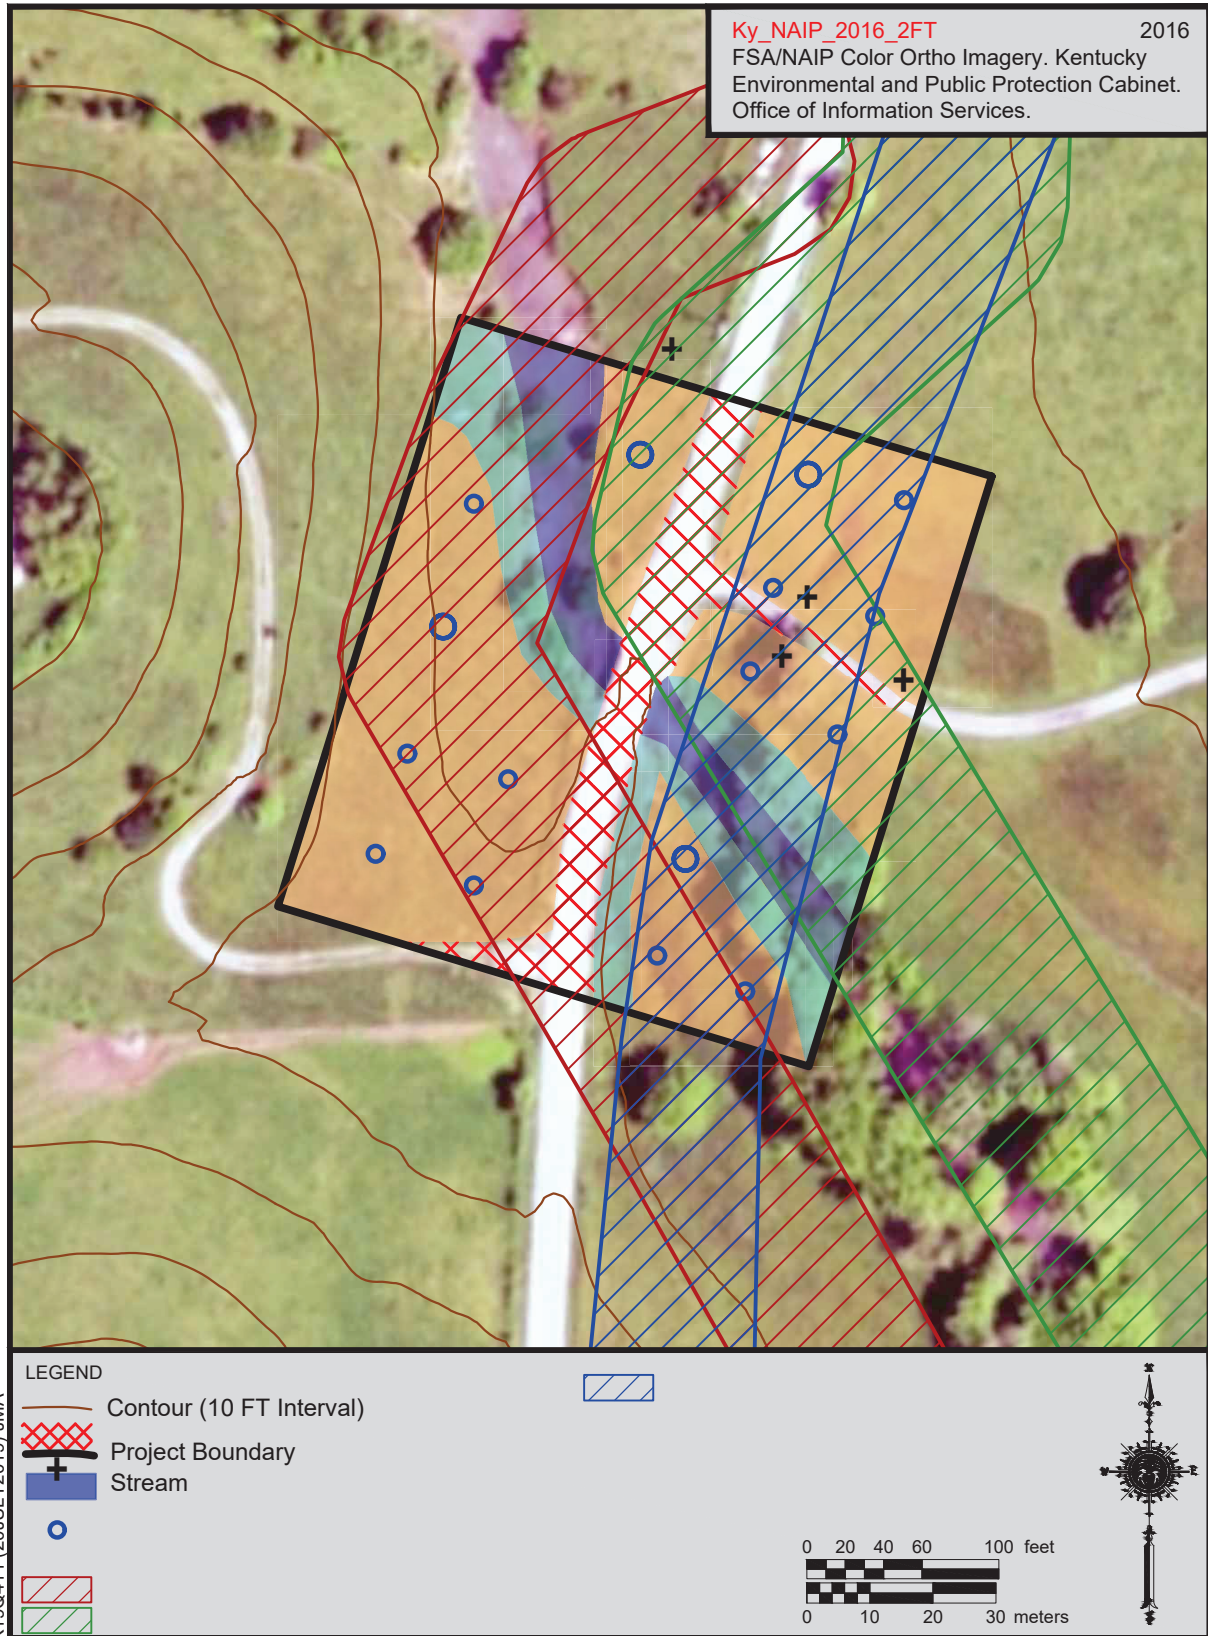 Ky_NAIP_2016_2FT 2016
FSA/NAIP Color Ortho Imagery. Kentucky
Environmental and Public Protection Cabinet.
Office of Information Services.
LEGEND
Contour (10 FT Interval)
Project Boundary
Stream
0 20 40 60 100 feet
0 10 20 30 meters